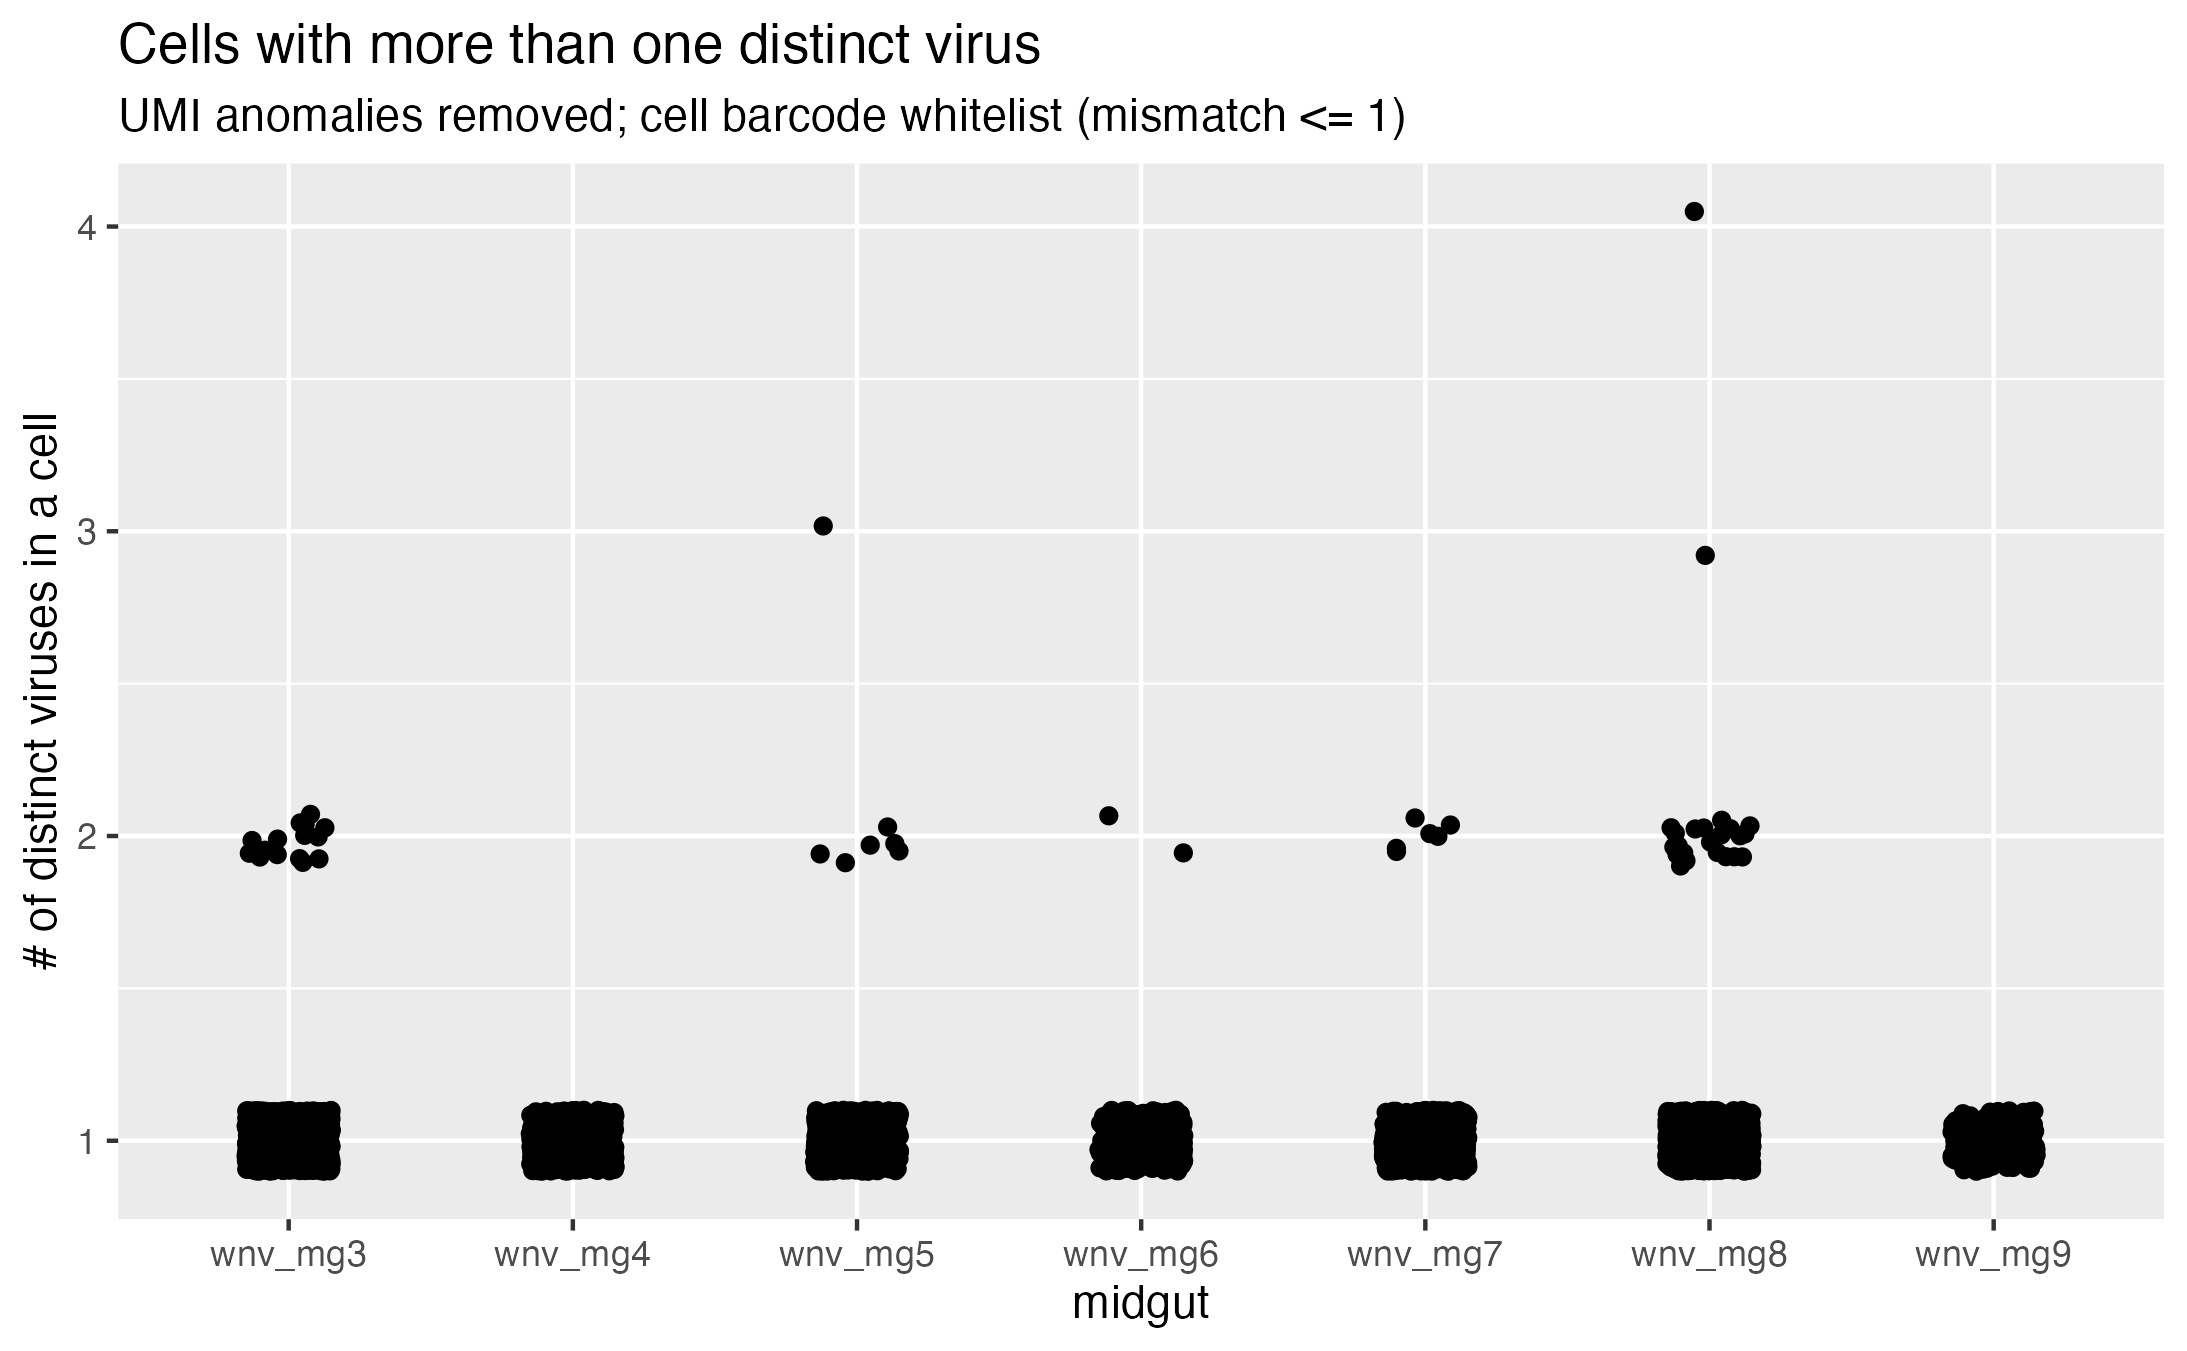 Cells with more than one distinct virus
UMI anomalies removed; cell barcode whitelist (mismatch <= 1)
# of distinct viruses in a cell
4
3
2
1
wnv_mg3 wnv_mg4 wnv_mg5 wnv_mg6 wnv_mg7 wnv_mg8 wnv_mg9
midgut